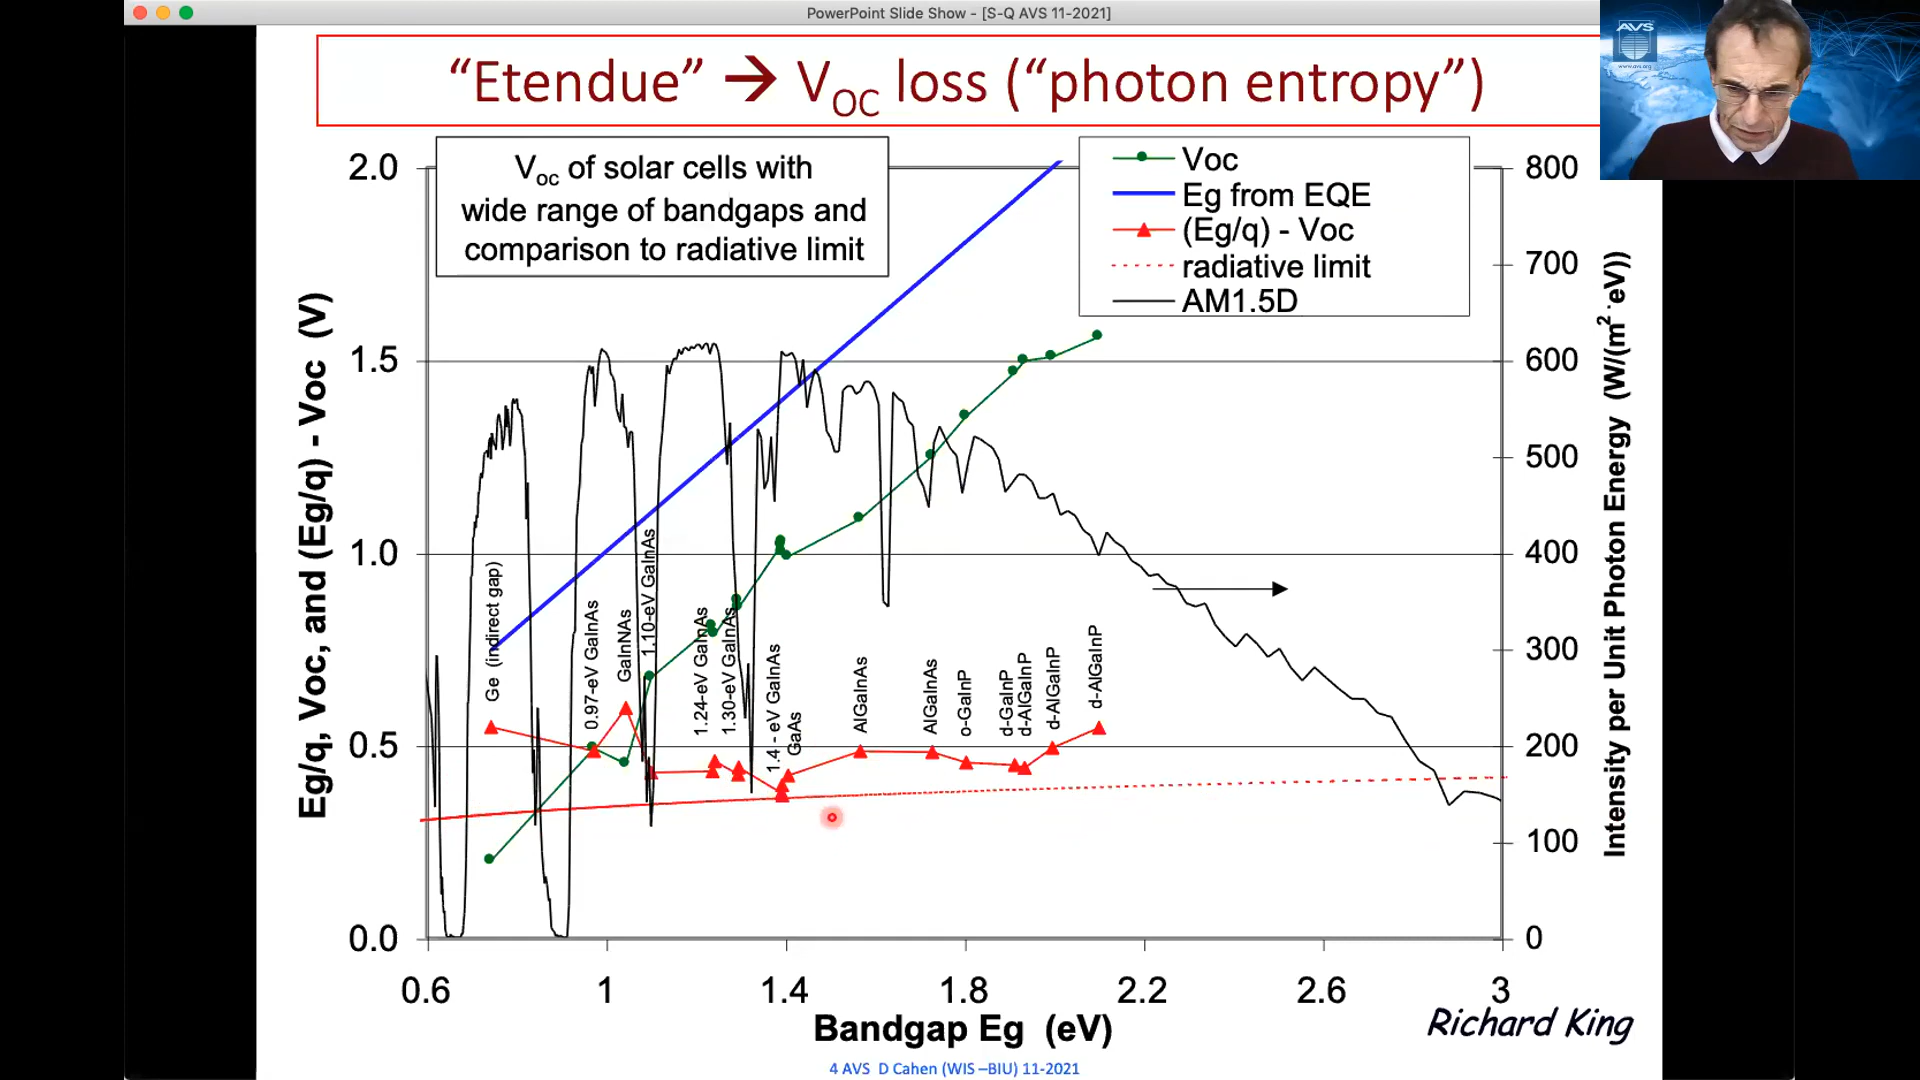 PowerPoint Slide Show - [S-Q AVS 11-2021]
AVS
www.avs.org
“Etendue” → VOC loss (“photon entropy”)
Voc of solar cells with
wide range of bandgaps and
comparison to radiative limit
Voc
Eg from EQE
(Eg/q) - Voc
radiative limit
AM1.5D
Eg/q, Voc, and (Eg/q) - Voc (V)
2.0
1.5
1.0
0.5
0.0
800
700
600
500
400
300
200
100
0
Intensity per Unit Photon Energy (W/(m2·eV))
Ge (indirect gap)
0.97-eV GaInAs
GaInNAs
1.10-eV GaInAs
1.24-eV GaInAs
1.30-eV GaInAs
1.4 - eV GaInAs
GaAs
AlGaInAs
AlGaInAs
o-GaInP
d-GaInP
d-AlGaInP
d-AlGaInP
d-AlGaInP
0.6 1 1.4 1.8 2.2 2.6 3
Bandgap Eg (eV)
Richard King
4 AVS D Cahen (WIS –BIU) 11-2021